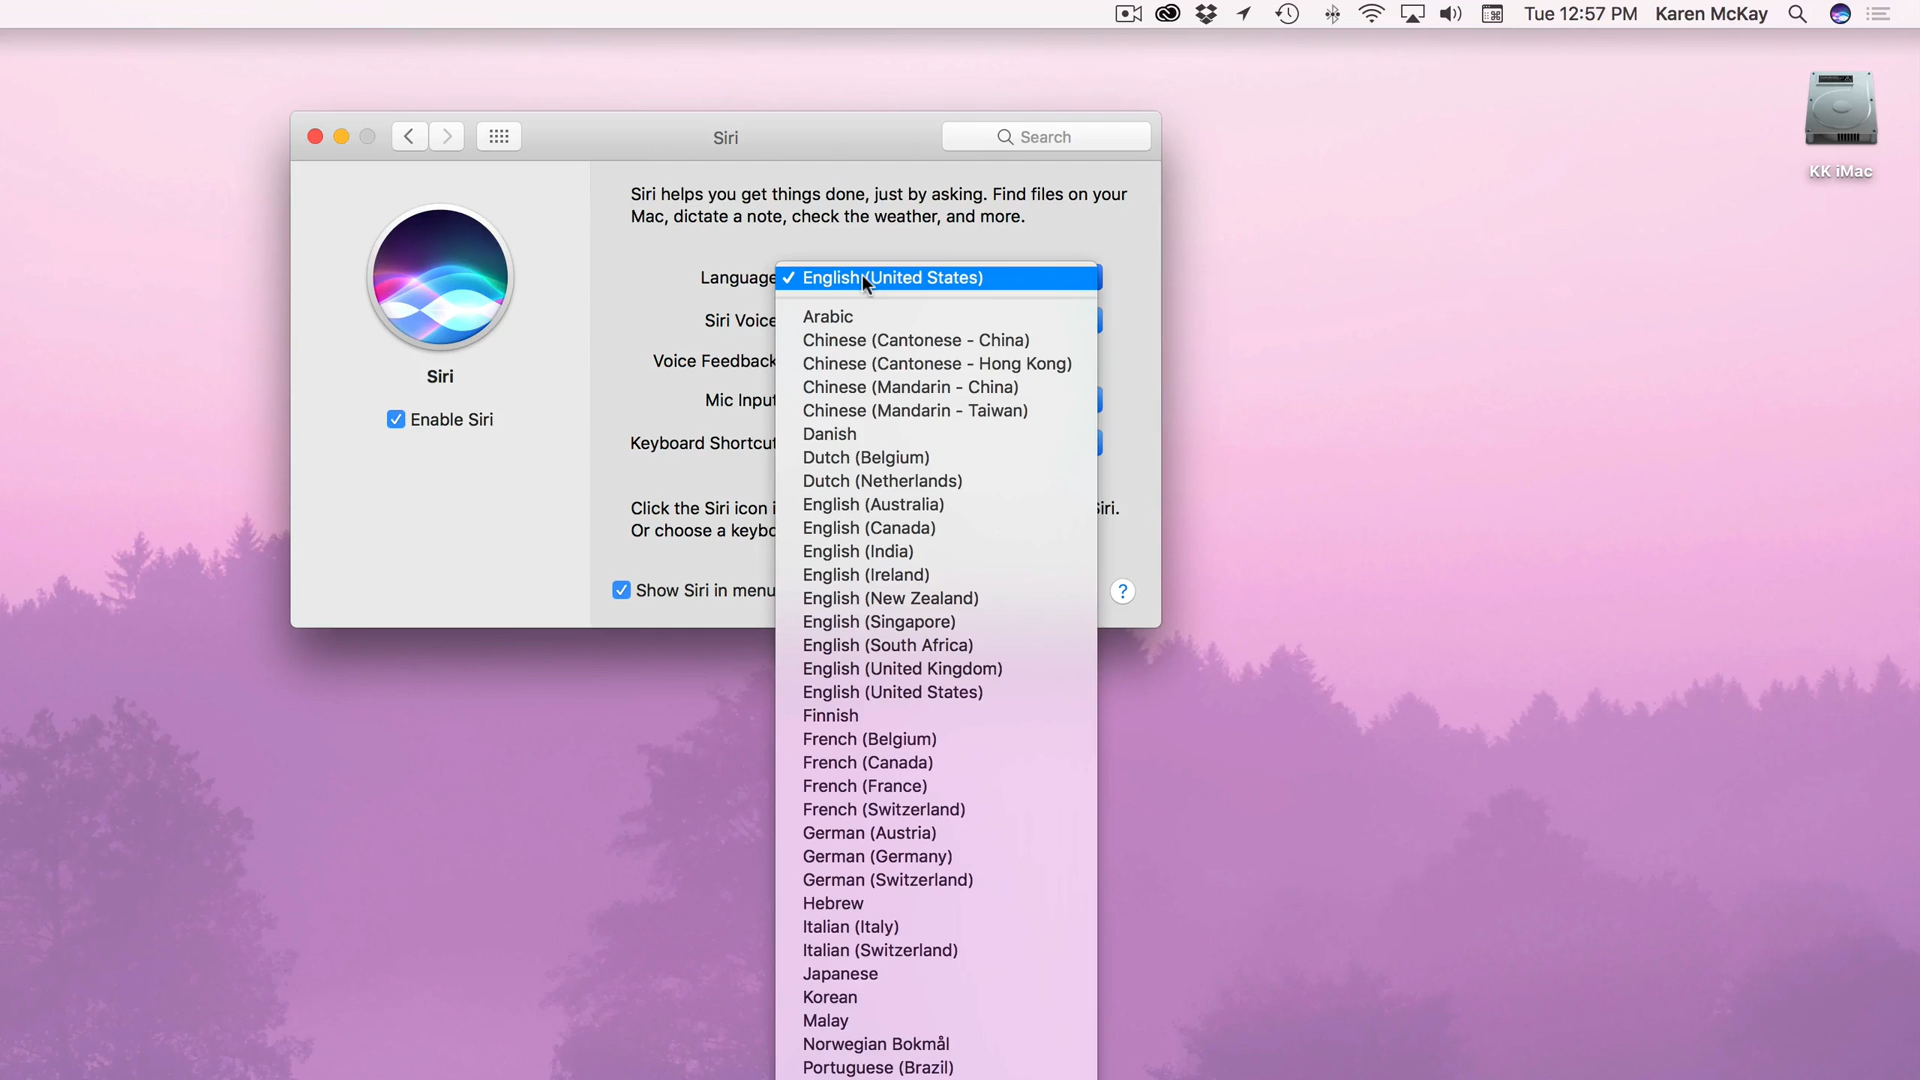 Tue 12:57 PM Karen McKay
KK iMac
Siri
Search
Siri helps you get things done, just by asking. Find files on your
Mac, dictate a note, check the weather, and more.
Siri
Enable Siri
Language
Siri Voice
Voice Feedback
Mic Input
Keyboard Shortcut
Click the Siri icon i
Siri.
Or choose a keybo
Show Siri in menu
?
✓ English (United States)
Arabic
Chinese (Cantonese - China)
Chinese (Cantonese - Hong Kong)
Chinese (Mandarin - China)
Chinese (Mandarin - Taiwan)
Danish
Dutch (Belgium)
Dutch (Netherlands)
English (Australia)
English (Canada)
English (India)
English (Ireland)
English (New Zealand)
English (Singapore)
English (South Africa)
English (United Kingdom)
English (United States)
Finnish
French (Belgium)
French (Canada)
French (France)
French (Switzerland)
German (Austria)
German (Germany)
German (Switzerland)
Hebrew
Italian (Italy)
Italian (Switzerland)
Japanese
Korean
Malay
Norwegian Bokmål
Portuguese (Brazil)